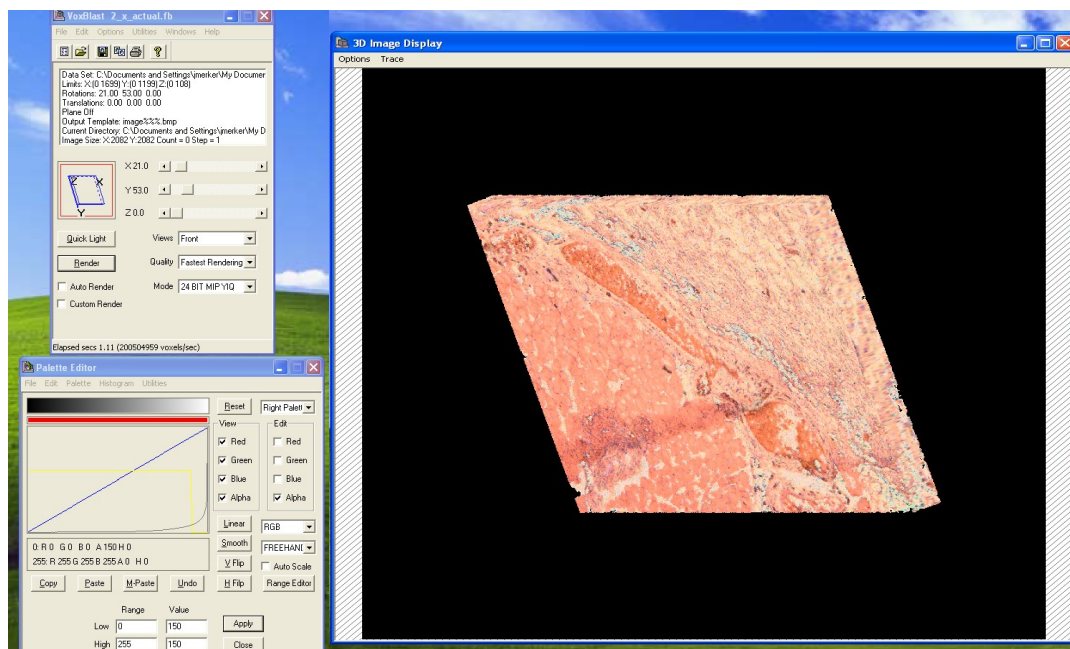 VoxBlast 2_x_actual.fb
File Edit Options Utilities Windows Help
Data Set: C:\Documents and Settings\jmerker\My Documer
Limits: X:(0 1699) Y:(0 1199) Z:(0 108)
Rotations: 21.00 53.00 0.00
Translations: 0.00 0.00 0.00
Plane Off
Output Template: image%%%.bmp
Current Directory: C:\Documents and Settings\jmerker\My D
Image Size: X:2082 Y:2082 Count = 0 Step = 1
Z X
Y
X 21.0
Y 53.0
Z 0.0
Quick Light Views Front
Render Quality Fastest Rendering
Auto Render Mode 24 BIT MIP YIQ
Custom Render
Elapsed secs 1.11 (200504959 voxels/sec)
Palette Editor
File Edit Palette Histogram Utilities
Reset Right Palett
View Edit
Red Red
Green Green
Blue Blue
Alpha Alpha
Linear RGB
Smooth FREEHAND
V Flip Auto Scale
0: R 0 G 0 B 0 A 150 H 0
255: R 255 G 255 B 255 A 0 H 0
Copy Paste M-Paste Undo H Flip Range Editor
Range Value
Low 0 150 Apply
High 255 150 Close
3D Image Display
Options Trace